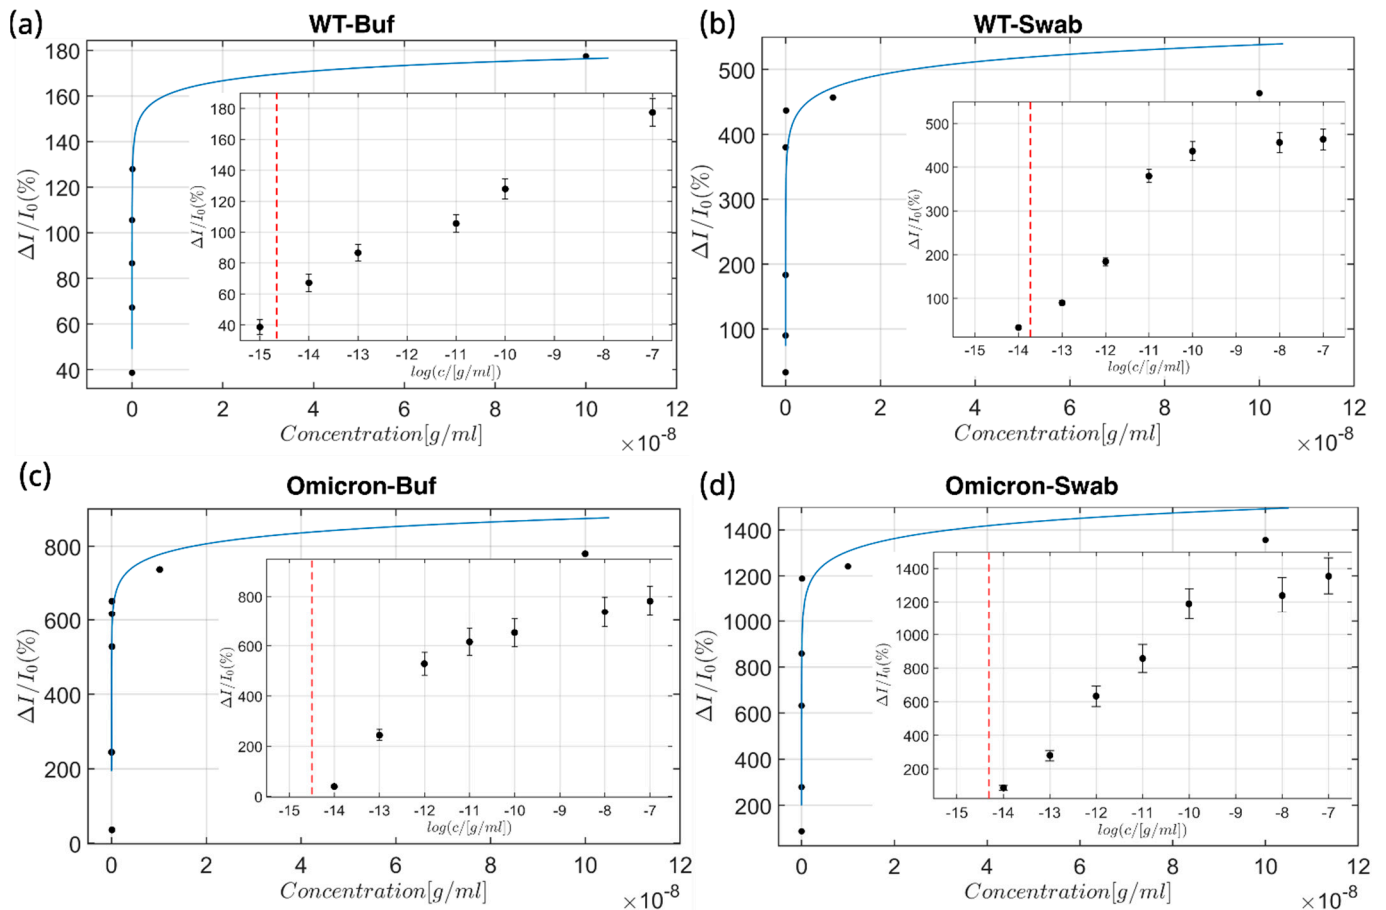 (a)
WT-Buf
180
160
140
120
100
80
60
40
ΔI/I₀(%)
0 2 4 6 8 10 12
Concentration[g/ml]
×10⁻⁸
180
160
140
120
100
80
60
40
ΔI/I₀(%)
-15 -14 -13 -12 -11 -10 -9 -8 -7
log(c/[g/ml])
(b)
WT-Swab
500
400
300
200
100
ΔI/I₀(%)
0 2 4 6 8 10 12
Concentration[g/ml]
×10⁻⁸
500
400
300
200
100
ΔI/I₀(%)
-15 -14 -13 -12 -11 -10 -9 -8 -7
log(c/[g/ml])
(c)
Omicron-Buf
800
600
400
200
0
ΔI/I₀(%)
0 2 4 6 8 10 12
Concentration[g/ml]
×10⁻⁸
800
600
400
200
0
ΔI/I₀(%)
-15 -14 -13 -12 -11 -10 -9 -8 -7
log(c/[g/ml])
(d)
Omicron-Swab
1400
1200
1000
800
600
400
200
ΔI/I₀(%)
0 2 4 6 8 10 12
Concentration[g/ml]
×10⁻⁸
1400
1200
1000
800
600
400
200
ΔI/I₀(%)
-15 -14 -13 -12 -11 -10 -9 -8 -7
log(c/[g/ml])